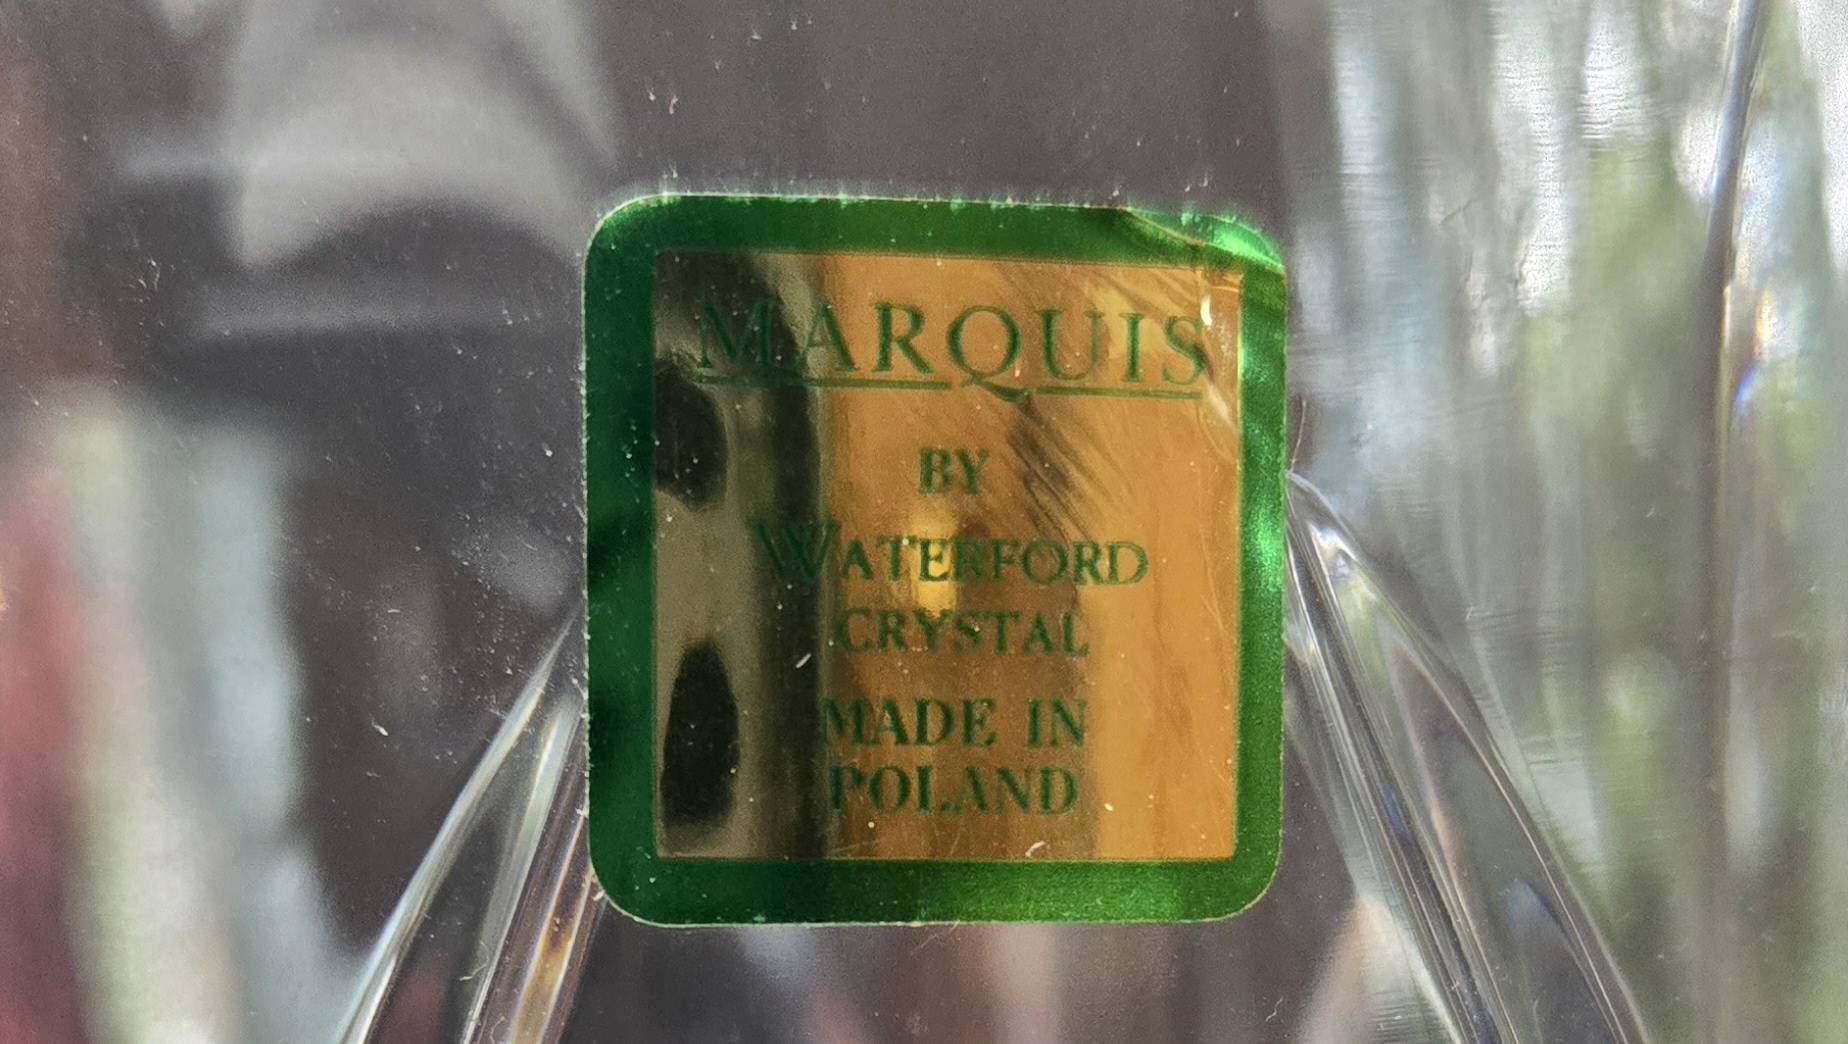 MARQUIS
BY
WATERFORD
CRYSTAL
MADE IN
POLAND